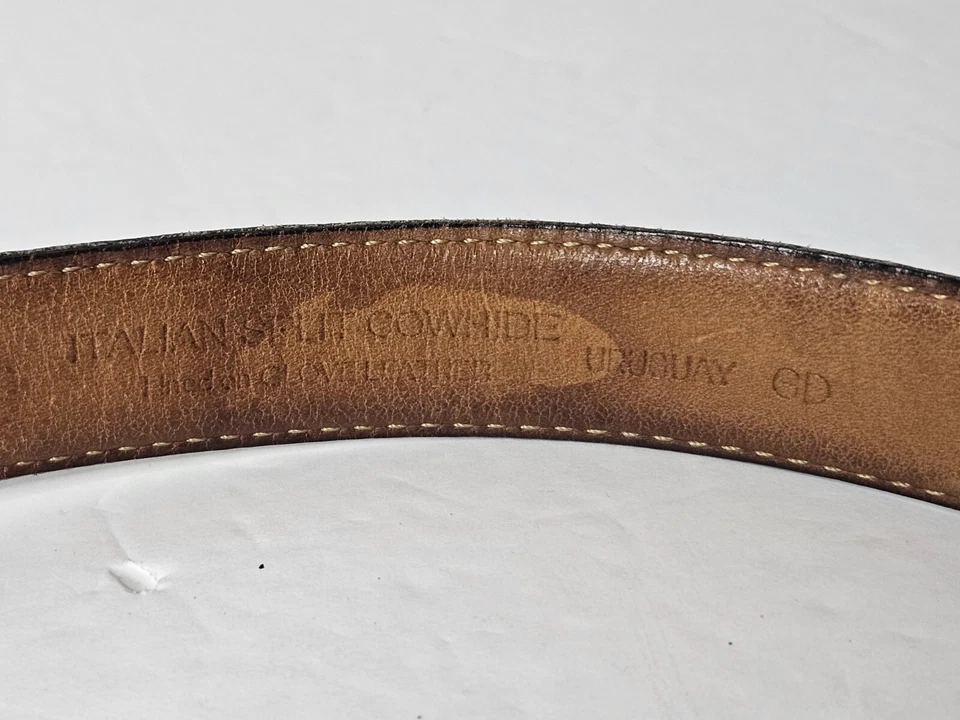 ITALIAN SPLIT COWHIDE
Lined in GLOVE LEATHER
URUGUAY GD